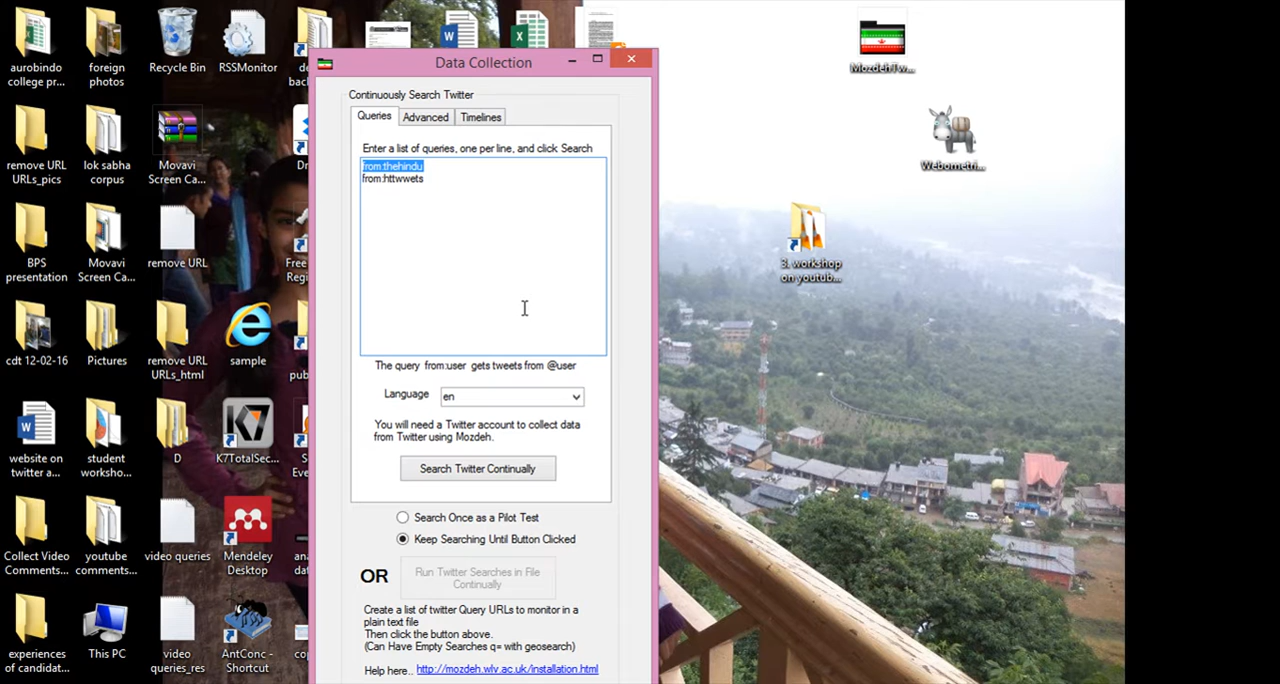 aurobindo
college pr...
foreign
photos
Recycle Bin
RSSMonitor
MozdehTw...
remove URL
URLs_pics
lok sabha
corpus
Movavi
Screen Ca...
Webometri...
BPS
presentation
Movavi
Screen Ca...
remove URL
3. workshop
on youtub...
cdt 12-02-16
Pictures
remove URL
URLs_html
sample
website on
twitter a...
student
worksho...
D
K7
K7TotalSec...
Collect Video
Comments...
youtube
comments...
video queries
Mendeley
Desktop
experiences
of candidat...
This PC
video
queries_res
AntConc -
Shortcut
Data Collection
Continuously Search Twitter
Queries
Advanced
Timelines
Enter a list of queries, one per line, and click Search
from:thehindu
from:httwwets
The query from:user gets tweets from @user
Language
en
You will need a Twitter account to collect data
from Twitter using Mozdeh.
Search Twitter Continually
Search Once as a Pilot Test
Keep Searching Until Button Clicked
OR
Run Twitter Searches in File
Continually
Create a list of twitter Query URLs to monitor in a
plain text file
Then click the button above.
(Can Have Empty Searches q= with geosearch)
Help here.. http://mozdeh.wlv.ac.uk/installation.html